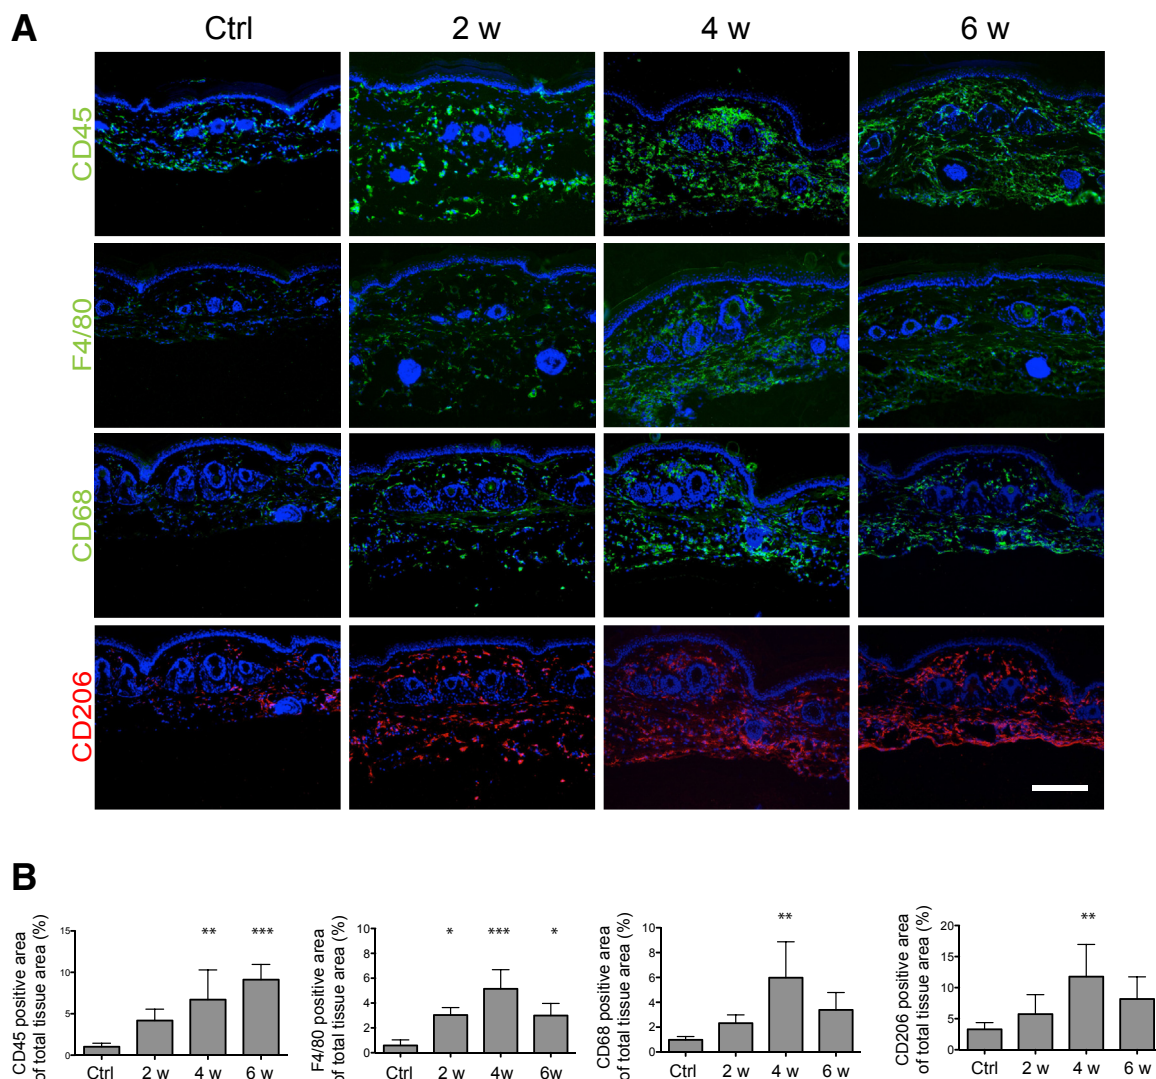 A
Ctrl 2 w 4 w 6 w
CD45
F4/80
CD68
CD206
B
CD45 positive area
of total tissue area (%)
15
10
5
0
** ***
Ctrl 2 w 4 w 6 w
F4/80 positive area
of total tissue area (%)
10
8
6
4
2
0
* *** *
Ctrl 2 w 4w 6w
CD68 positive area
of total tissue area (%)
10
8
6
4
2
0
**
Ctrl 2 w 4 w 6 w
CD206 positive area
of total tissue area (%)
20
15
10
5
0
**
Ctrl 2 w 4 w 6 w